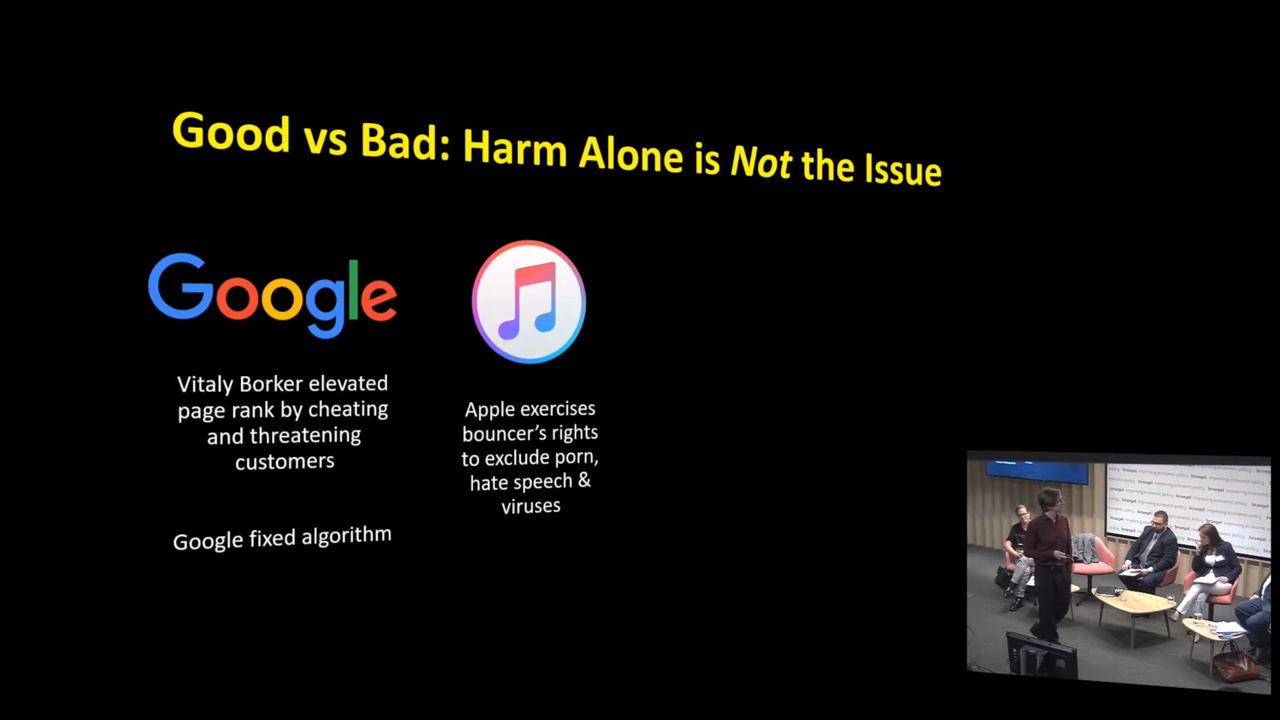 Good vs Bad: Harm Alone is Not the Issue
Google
Vitaly Borker elevated
page rank by cheating
and threatening
customers
Google fixed algorithm
Apple exercises
bouncer’s rights
to exclude porn,
hate speech &
viruses